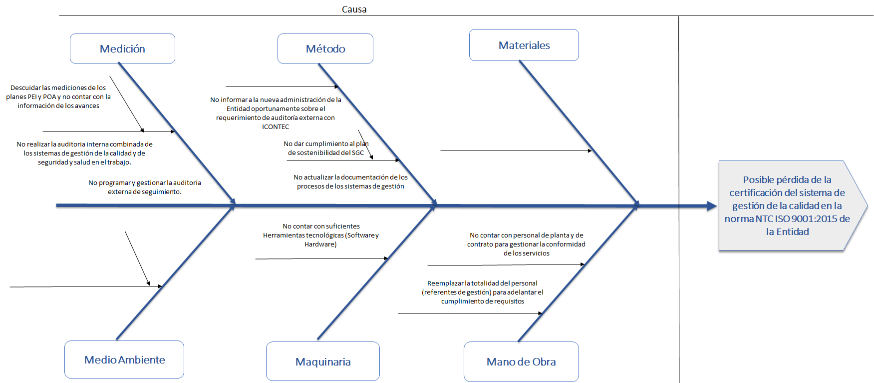 Causa
Medición
Método
Materiales
Descuidar las mediciones de los
planes PEI y POA y no contar con la
información de los avances
No realizar la auditoria interna combinada de
los sistemas de gestión de la calidad y de
seguridad y salud en el trabajo.
No programar y gestionar la auditoria
externa de seguimiento.
No informar a la nueva administración de la
Entidad oportunamente sobre el
requerimiento de auditoría externa con
ICONTEC
No dar cumplimiento al plan
de sostenibilidad del SGC
No actualizar la documentación de los
procesos de los sistemas de gestión
Posible pérdida de la
certificación del sistema de
gestión de la calidad en la
norma NTC ISO 9001:2015 de
la Entidad
No contar con suficientes
Herramientas tecnológicas (Software y
Hardware)
No contar con personal de planta y de
contrato para gestionar la conformidad
de los servicios
Reemplazar la totalidad del personal
(referentes de gestión) para adelantar el
cumplimiento de requisitos
Medio Ambiente
Maquinaria
Mano de Obra